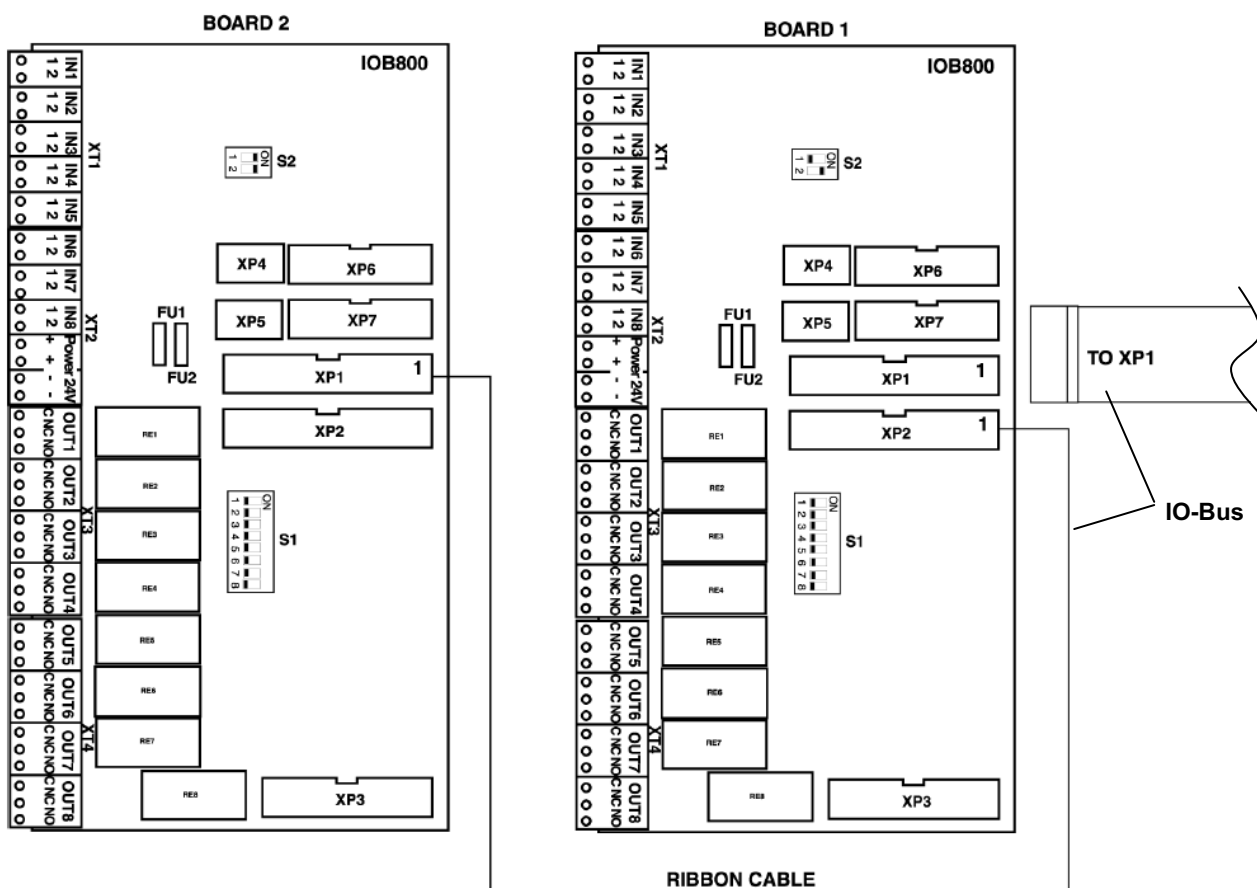 BOARD 2
IOB800
1 2 IN1
1 2 IN2
1 2 IN3
1 2 IN4
1 2 IN5
XT1
1 2 IN6
1 2 IN7
1 2 IN8
+ + - - Power 24V
XT2
ON
1 2
S2
XP4
XP6
XP5
XP7
FU1
FU2
XP1 1
XP2
C NC NO OUT1
C NC NO OUT2
C NC NO OUT3
C NC NO OUT4
XT3
C NC NO OUT5
C NC NO OUT6
C NC NO OUT7
C NC NO OUT8
XT4
RE1
RE2
RE3
RE4
RE5
RE6
RE7
RE8
ON
1 2 3 4 5 6 7 8
S1
XP3
BOARD 1
IOB800
1 2 IN1
1 2 IN2
1 2 IN3
1 2 IN4
1 2 IN5
XT1
1 2 IN6
1 2 IN7
1 2 IN8
+ + - - Power 24V
XT2
ON
1 2
S2
XP4
XP6
XP5
XP7
FU1
FU2
XP1 1
XP2 1
C NC NO OUT1
C NC NO OUT2
C NC NO OUT3
C NC NO OUT4
XT3
C NC NO OUT5
C NC NO OUT6
C NC NO OUT7
C NC NO OUT8
XT4
RE1
RE2
RE3
RE4
RE5
RE6
RE7
RE8
ON
1 2 3 4 5 6 7 8
S1
XP3
TO XP1
IO-Bus
RIBBON CABLE